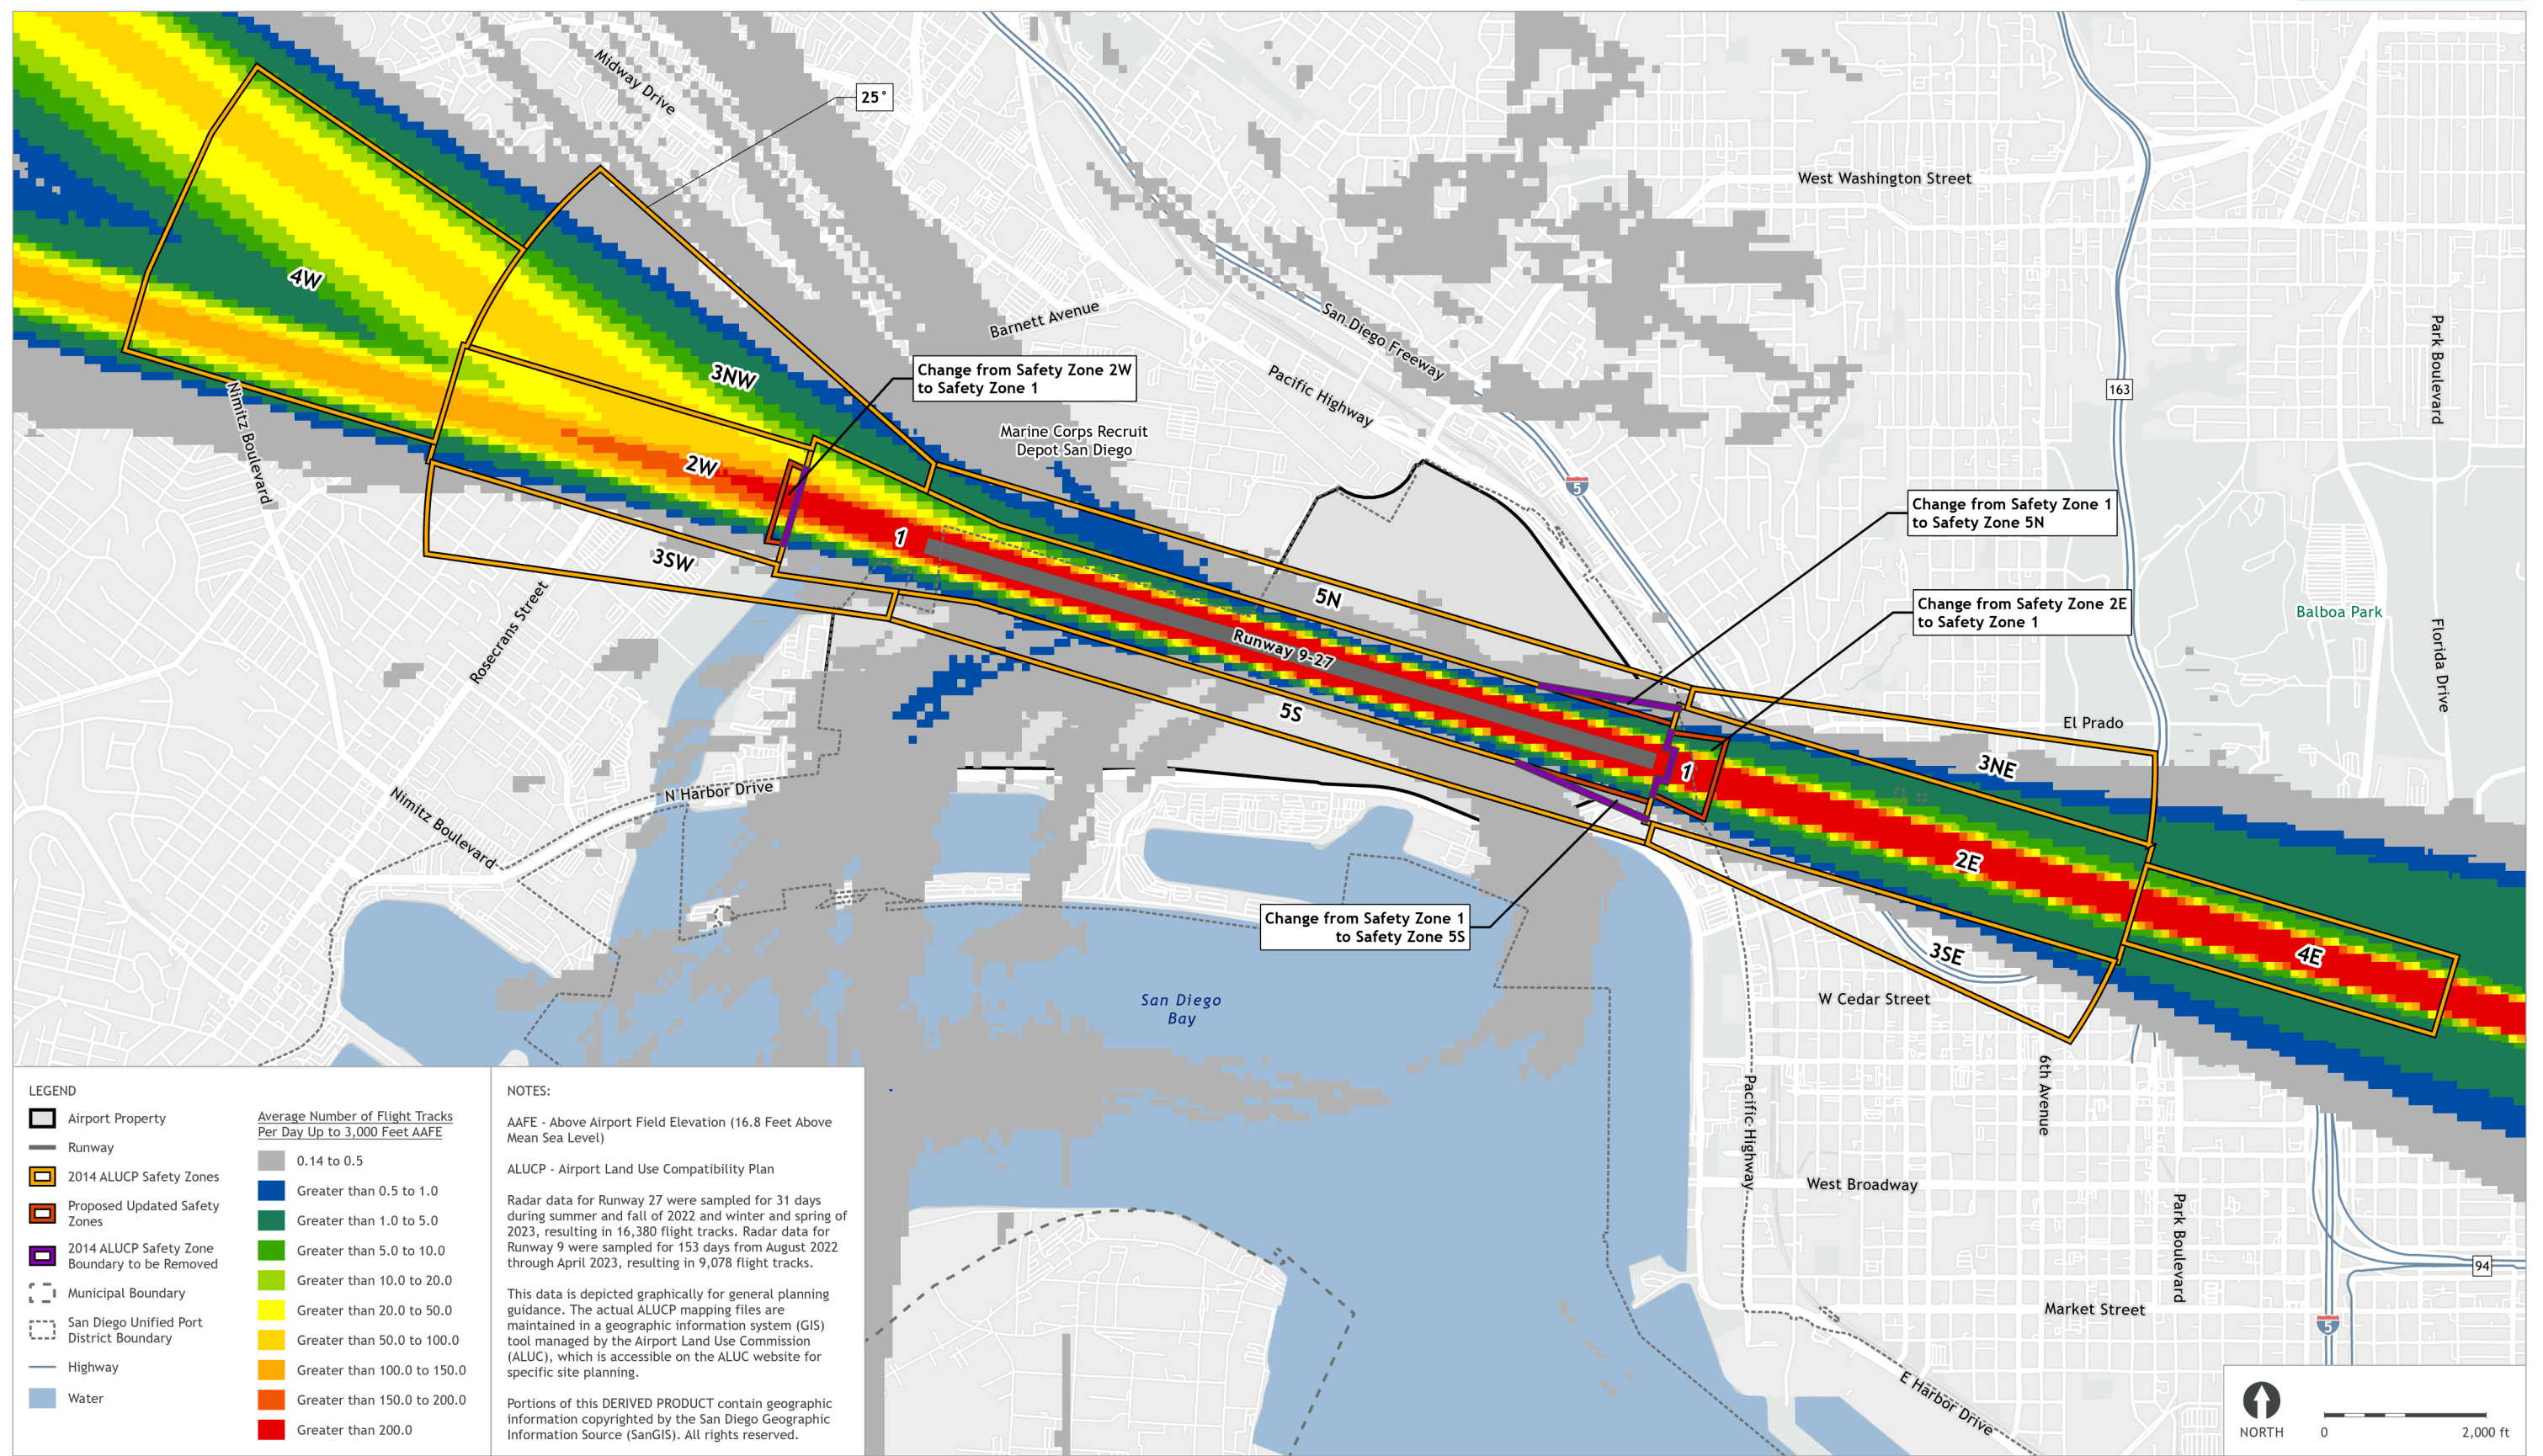 Midway Drive
25°
West Washington Street
4W
Barnett Avenue
San Diego Freeway
Park Boulevard
3NW
Change from Safety Zone 2W
to Safety Zone 1
Pacific Highway
163
Nimitz Boulevard
Marine Corps Recruit
Depot San Diego
2W
5
Change from Safety Zone 1
to Safety Zone 5N
1
3SW
5N
Change from Safety Zone 2E
to Safety Zone 1
Balboa Park
Florida Drive
Rosecrans Street
Runway 9-27
5S
El Prado
3NE
1
N Harbor Drive
Nimitz Boulevard
2E
Change from Safety Zone 1
to Safety Zone 5S
3SE
4E
San Diego
Bay
W Cedar Street
6th Avenue
Pacific Highway
West Broadway
Park Boulevard
94
Market Street
5
E Harbor Drive
LEGEND
Airport Property
Runway
2014 ALUCP Safety Zones
Proposed Updated Safety
Zones
2014 ALUCP Safety Zone
Boundary to be Removed
Municipal Boundary
San Diego Unified Port
District Boundary
Highway
Water
Average Number of Flight Tracks
Per Day Up to 3,000 Feet AAFE
0.14 to 0.5
Greater than 0.5 to 1.0
Greater than 1.0 to 5.0
Greater than 5.0 to 10.0
Greater than 10.0 to 20.0
Greater than 20.0 to 50.0
Greater than 50.0 to 100.0
Greater than 100.0 to 150.0
Greater than 150.0 to 200.0
Greater than 200.0
NOTES:
AAFE - Above Airport Field Elevation (16.8 Feet Above
Mean Sea Level)
ALUCP - Airport Land Use Compatibility Plan
Radar data for Runway 27 were sampled for 31 days
during summer and fall of 2022 and winter and spring of
2023, resulting in 16,380 flight tracks. Radar data for
Runway 9 were sampled for 153 days from August 2022
through April 2023, resulting in 9,078 flight tracks.
This data is depicted graphically for general planning
guidance. The actual ALUCP mapping files are
maintained in a geographic information system (GIS)
tool managed by the Airport Land Use Commission
(ALUC), which is accessible on the ALUC website for
specific site planning.
Portions of this DERIVED PRODUCT contain geographic
information copyrighted by the San Diego Geographic
Information Source (SanGIS). All rights reserved.
NORTH
0
2,000 ft